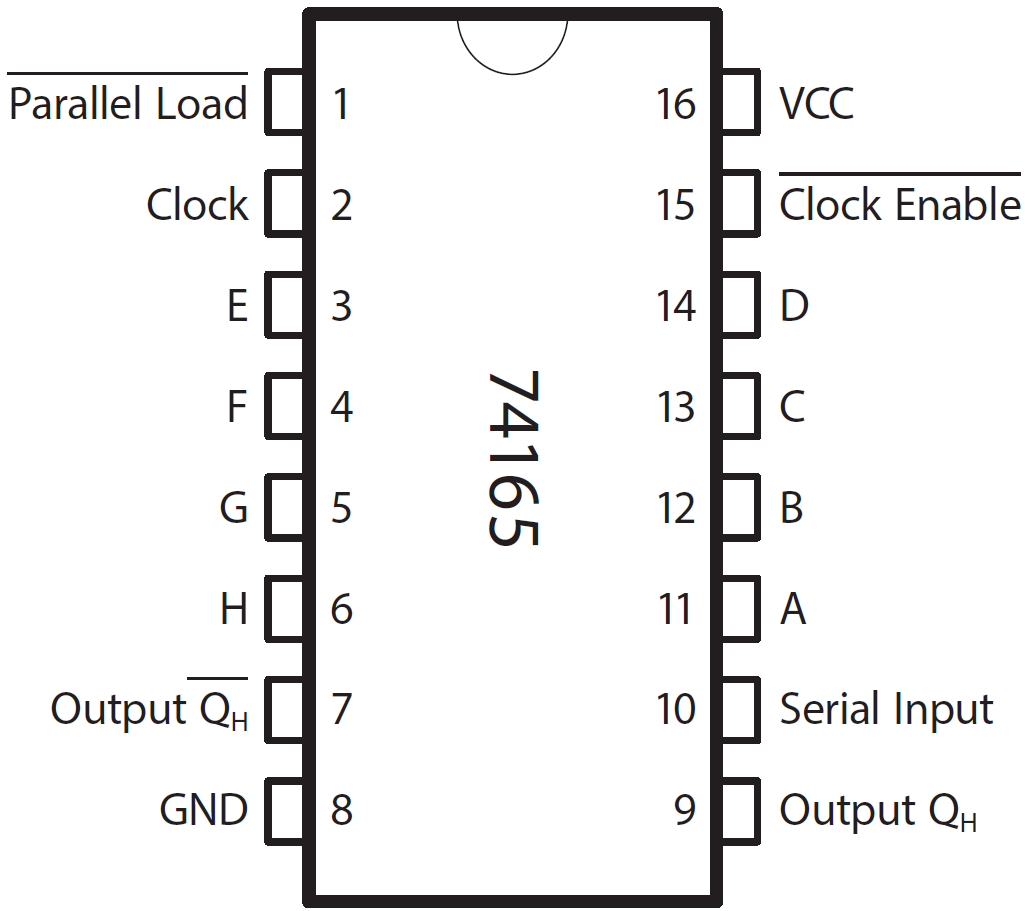 Parallel Load 1 16 VCC
Clock 2 15 Clock Enable
E 3 14 D
F 4 13 C
G 5 12 B
H 6 11 A
Output QH 7 10 Serial Input
GND 8 9 Output QH
74165